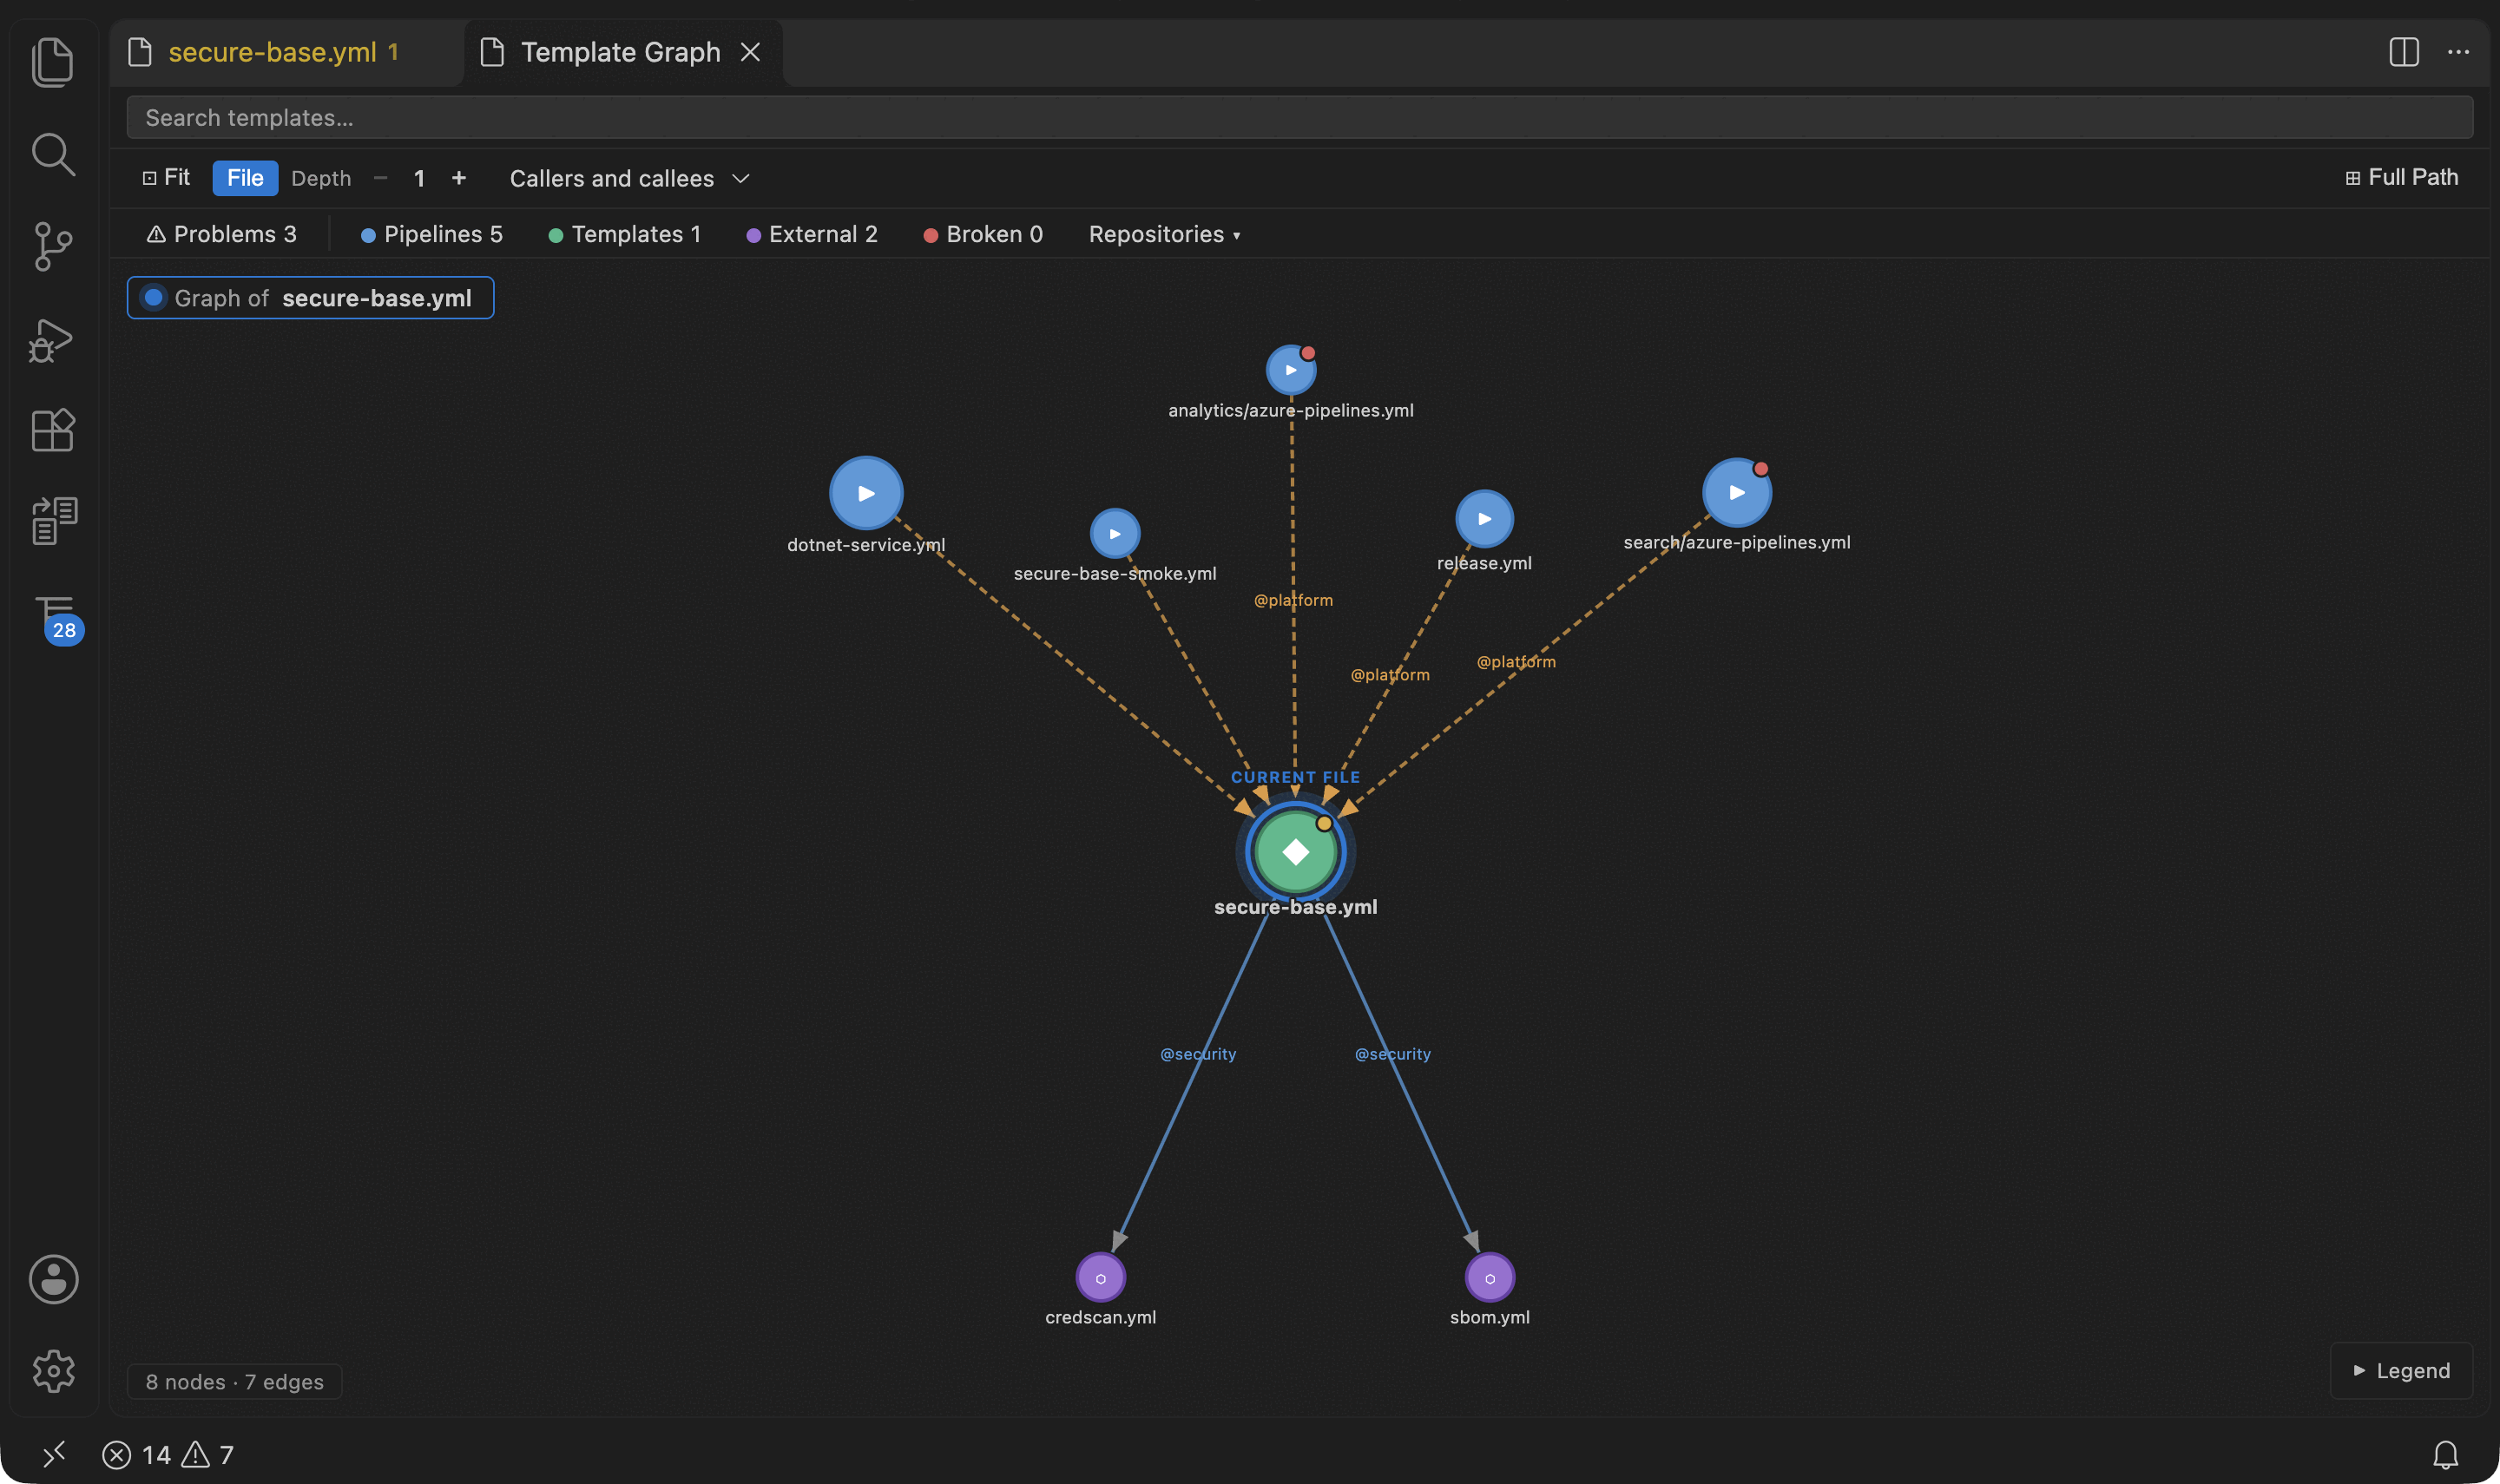 secure-base.yml 1
Template Graph
Search templates...
Fit File Depth − 1 + Callers and callees
Full Path
Problems 3 Pipelines 5 Templates 1 External 2 Broken 0 Repositories
Graph of secure-base.yml
analytics/azure-pipelines.yml
dotnet-service.yml
search/azure-pipelines.yml
release.yml
secure-base-smoke.yml
@platform
@platform
@platform
28
CURRENT FILE
secure-base.yml
@security
@security
credscan.yml
sbom.yml
8 nodes · 7 edges
Legend
14 7